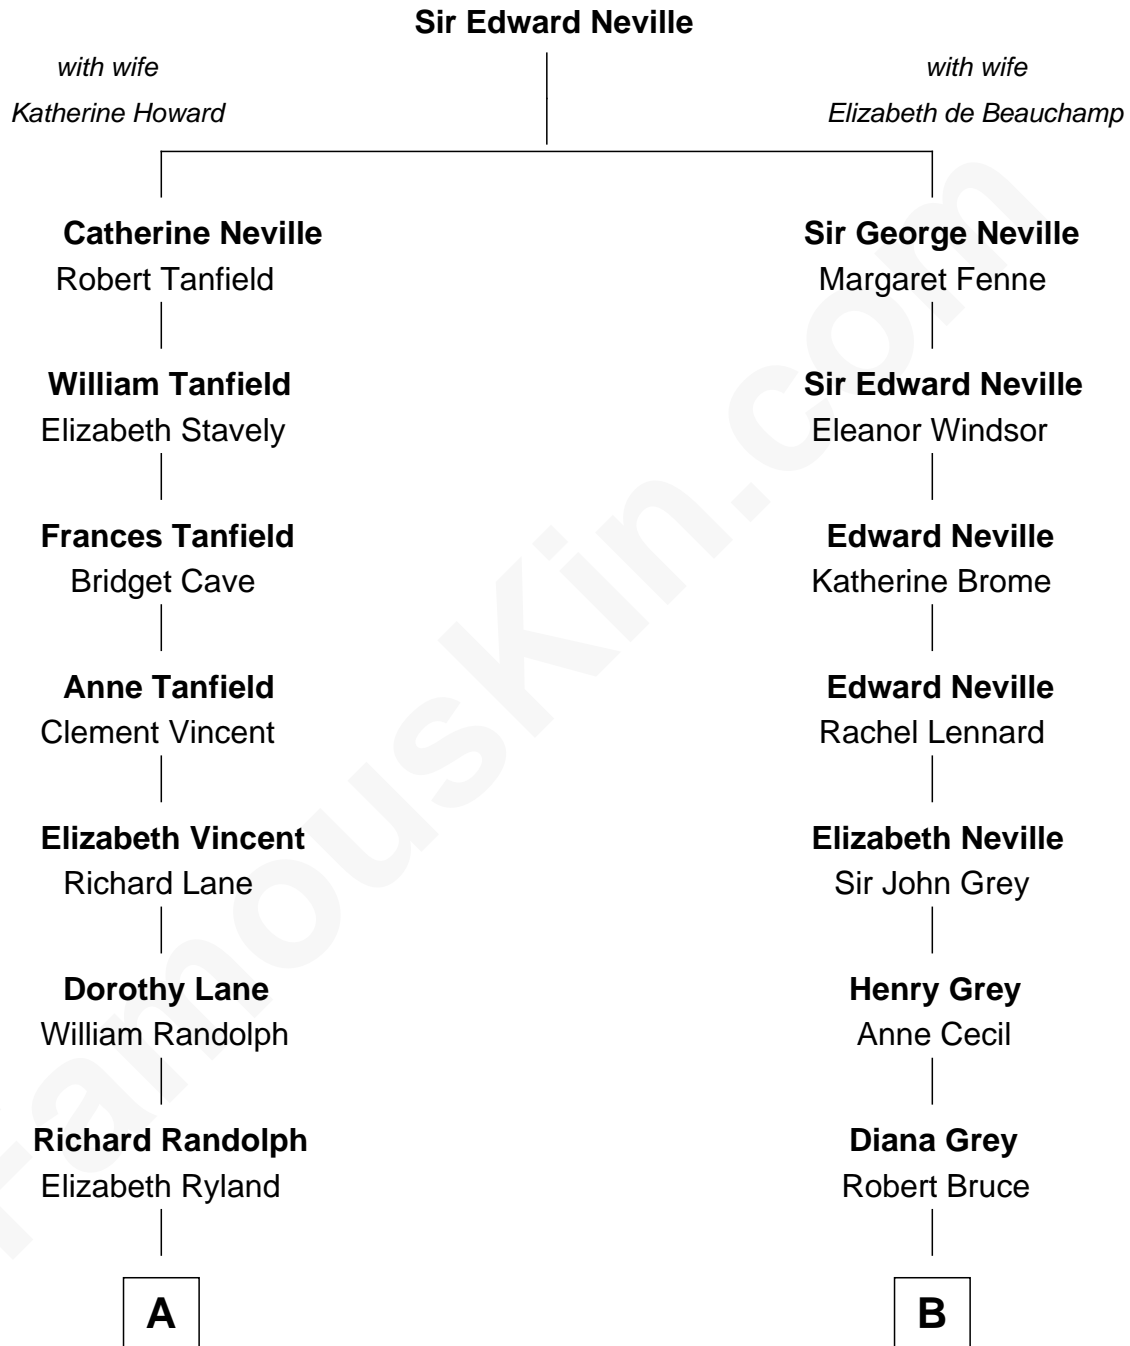 Sir Edward Neville
with wife
Katherine Howard
with wife
Elizabeth de Beauchamp
Catherine Neville
Robert Tanfield
Sir George Neville
Margaret Fenne
William Tanfield
Elizabeth Stavely
Sir Edward Neville
Eleanor Windsor
Frances Tanfield
Bridget Cave
Edward Neville
Katherine Brome
Anne Tanfield
Clement Vincent
Edward Neville
Rachel Lennard
Elizabeth Vincent
Richard Lane
Elizabeth Neville
Sir John Grey
Dorothy Lane
William Randolph
Henry Grey
Anne Cecil
Richard Randolph
Elizabeth Ryland
Diana Grey
Robert Bruce
A
B
FamousKin.com